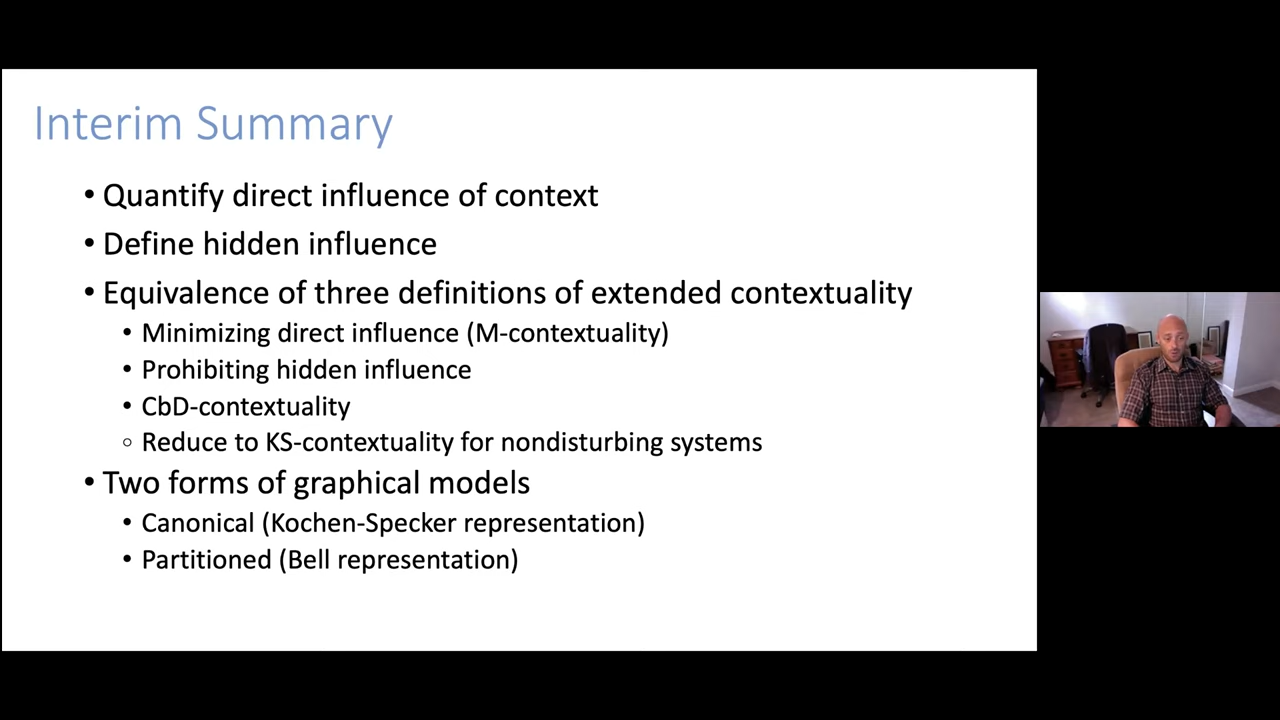 Interim Summary
• Quantify direct influence of context
• Define hidden influence
• Equivalence of three definitions of extended contextuality
• Minimizing direct influence (M-contextuality)
• Prohibiting hidden influence
• CbD-contextuality
○ Reduce to KS-contextuality for nondisturbing systems
• Two forms of graphical models
• Canonical (Kochen-Specker representation)
• Partitioned (Bell representation)